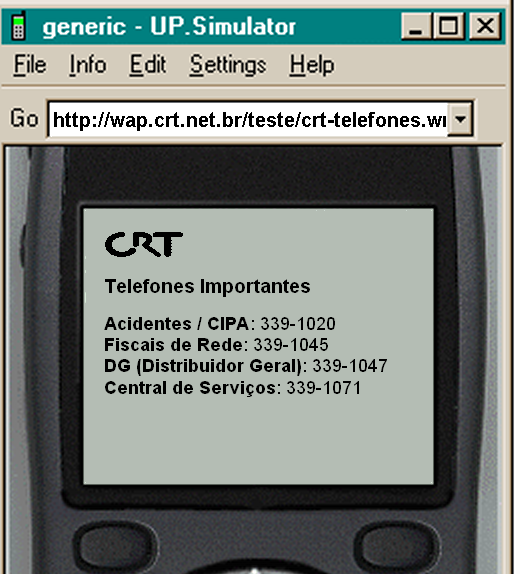 generic - UP.Simulator
File Info Edit Settings Help
Go http://wap.crt.net.br/teste/crt-telefones.wr
CRT
Telefones Importantes
Acidentes / CIPA: 339-1020
Fiscais de Rede: 339-1045
DG (Distribuidor Geral): 339-1047
Central de Serviços: 339-1071